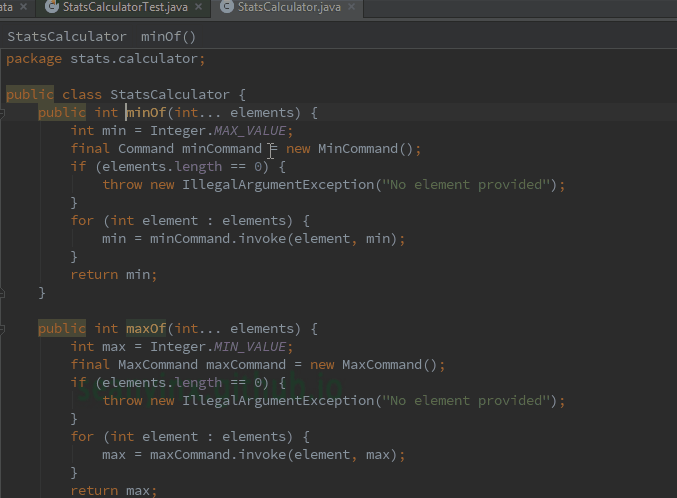 ata × StatsCalculatorTest.java × StatsCalculator.java ×
StatsCalculator minOf()
package stats.calculator;
public class StatsCalculator {
public int minOf(int... elements) {
int min = Integer.MAX_VALUE;
final Command minCommand = new MinCommand();
if (elements.length == 0) {
throw new IllegalArgumentException("No element provided");
}
for (int element : elements) {
min = minCommand.invoke(element, min);
}
return min;
}
public int maxOf(int... elements) {
int max = Integer.MIN_VALUE;
final MaxCommand maxCommand = new MaxCommand();
if (elements.length == 0) {
throw new IllegalArgumentException("No element provided");
}
for (int element : elements) {
max = maxCommand.invoke(element, max);
}
return max;